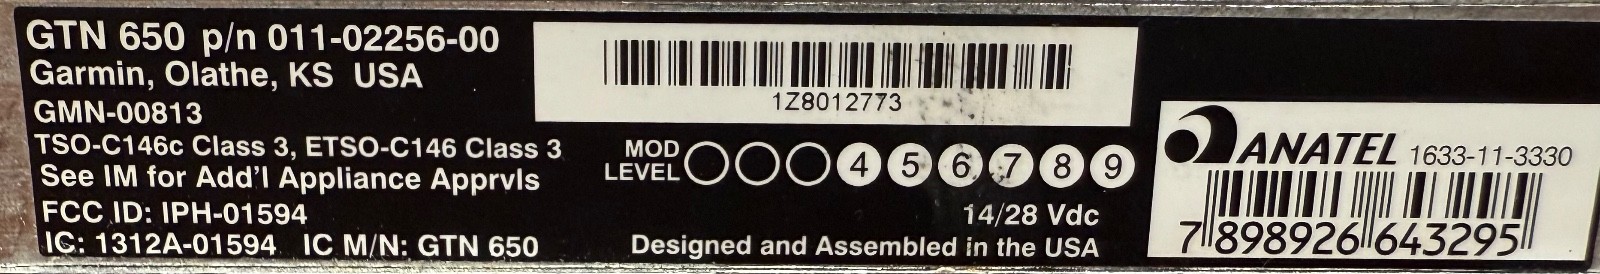 GTN 650 p/n 011-02256-00
Garmin, Olathe, KS USA
GMN-00813
TSO-C146c Class 3, ETSO-C146 Class 3
See IM for Add'l Appliance Apprvls
FCC ID: IPH-01594
IC: 1312A-01594 IC M/N: GTN 650
1Z8012773
MOD
LEVEL
4 5 6 7 8 9
14/28 Vdc
Designed and Assembled in the USA
ANATEL 1633-11-3330
7 898926 643295